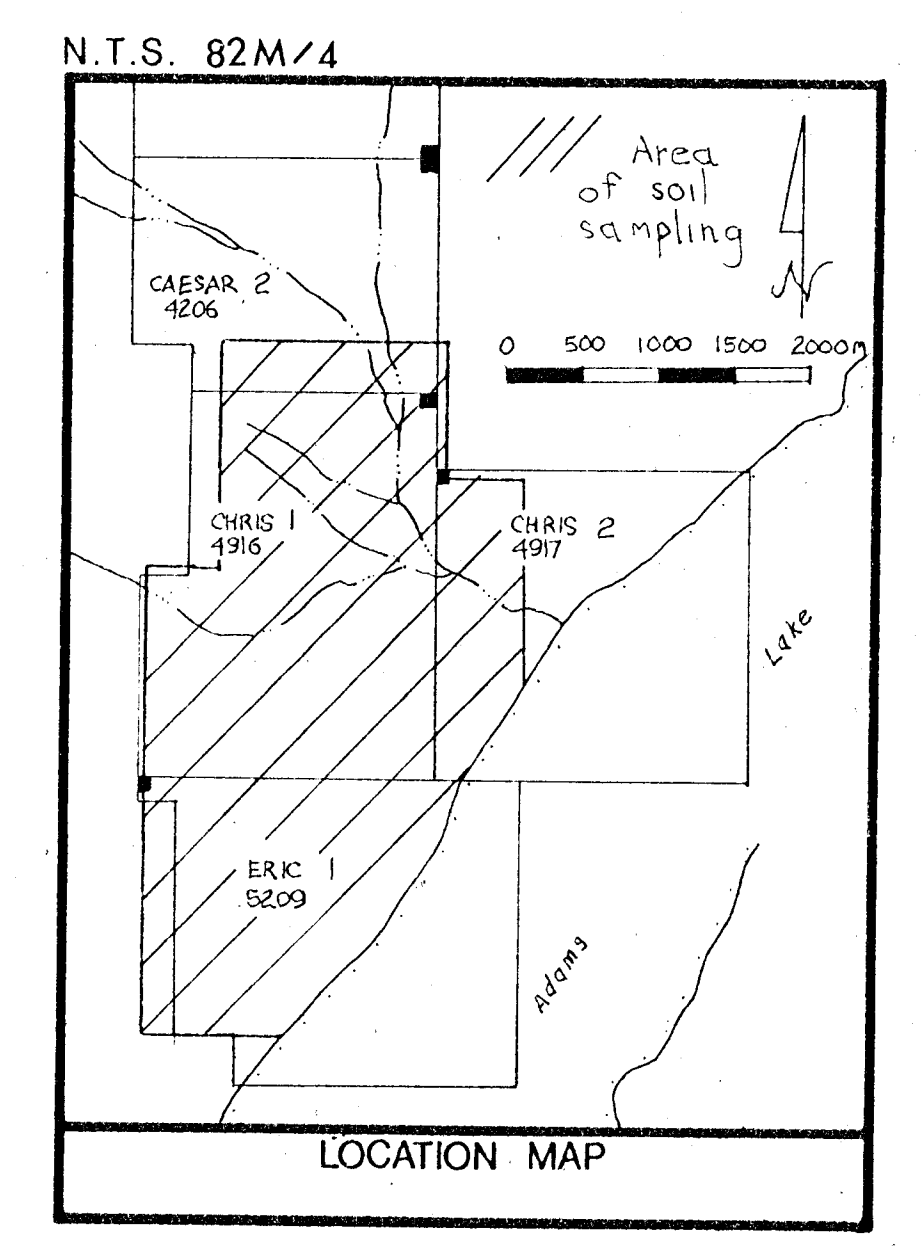 N.T.S. 82M/4
Area
of soil
sampling
N
CAESAR 2
4206
0 500 1000 1500 2000m
CHRIS 1
4916
CHRIS 2
4917
Lake
ERIC 1
5209
Adams
LOCATION MAP